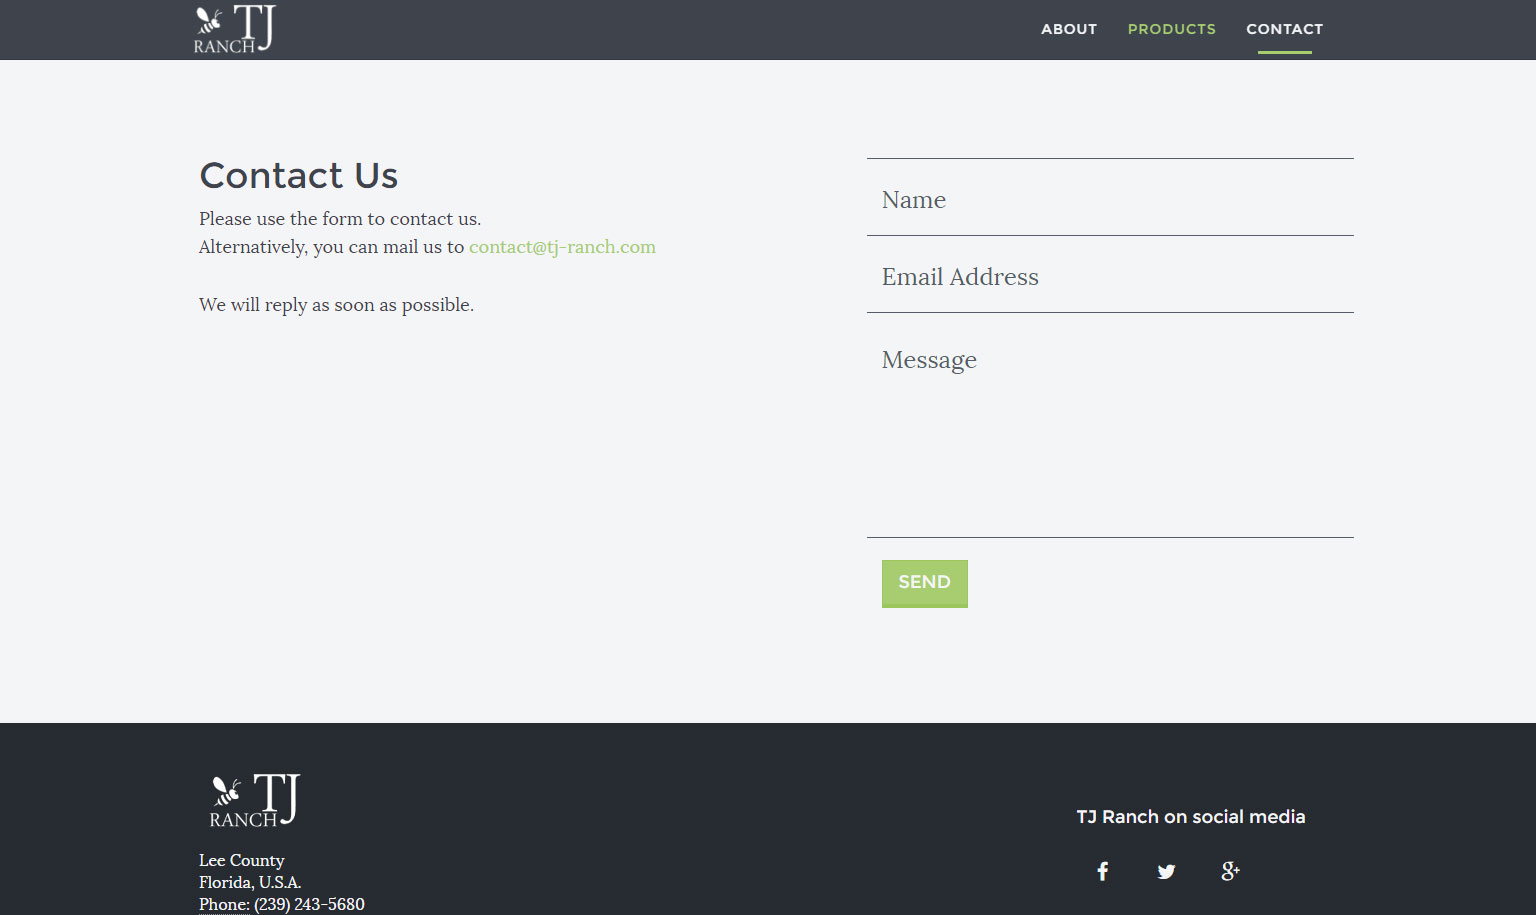 TJ
RANCH
ABOUT
PRODUCTS
CONTACT
Contact Us
Please use the form to contact us.
Alternatively, you can mail us to contact@tj-ranch.com
We will reply as soon as possible.
Name
Email Address
Message
SEND
TJ
RANCH
Lee County
Florida, U.S.A.
Phone: (239) 243-5680
TJ Ranch on social media